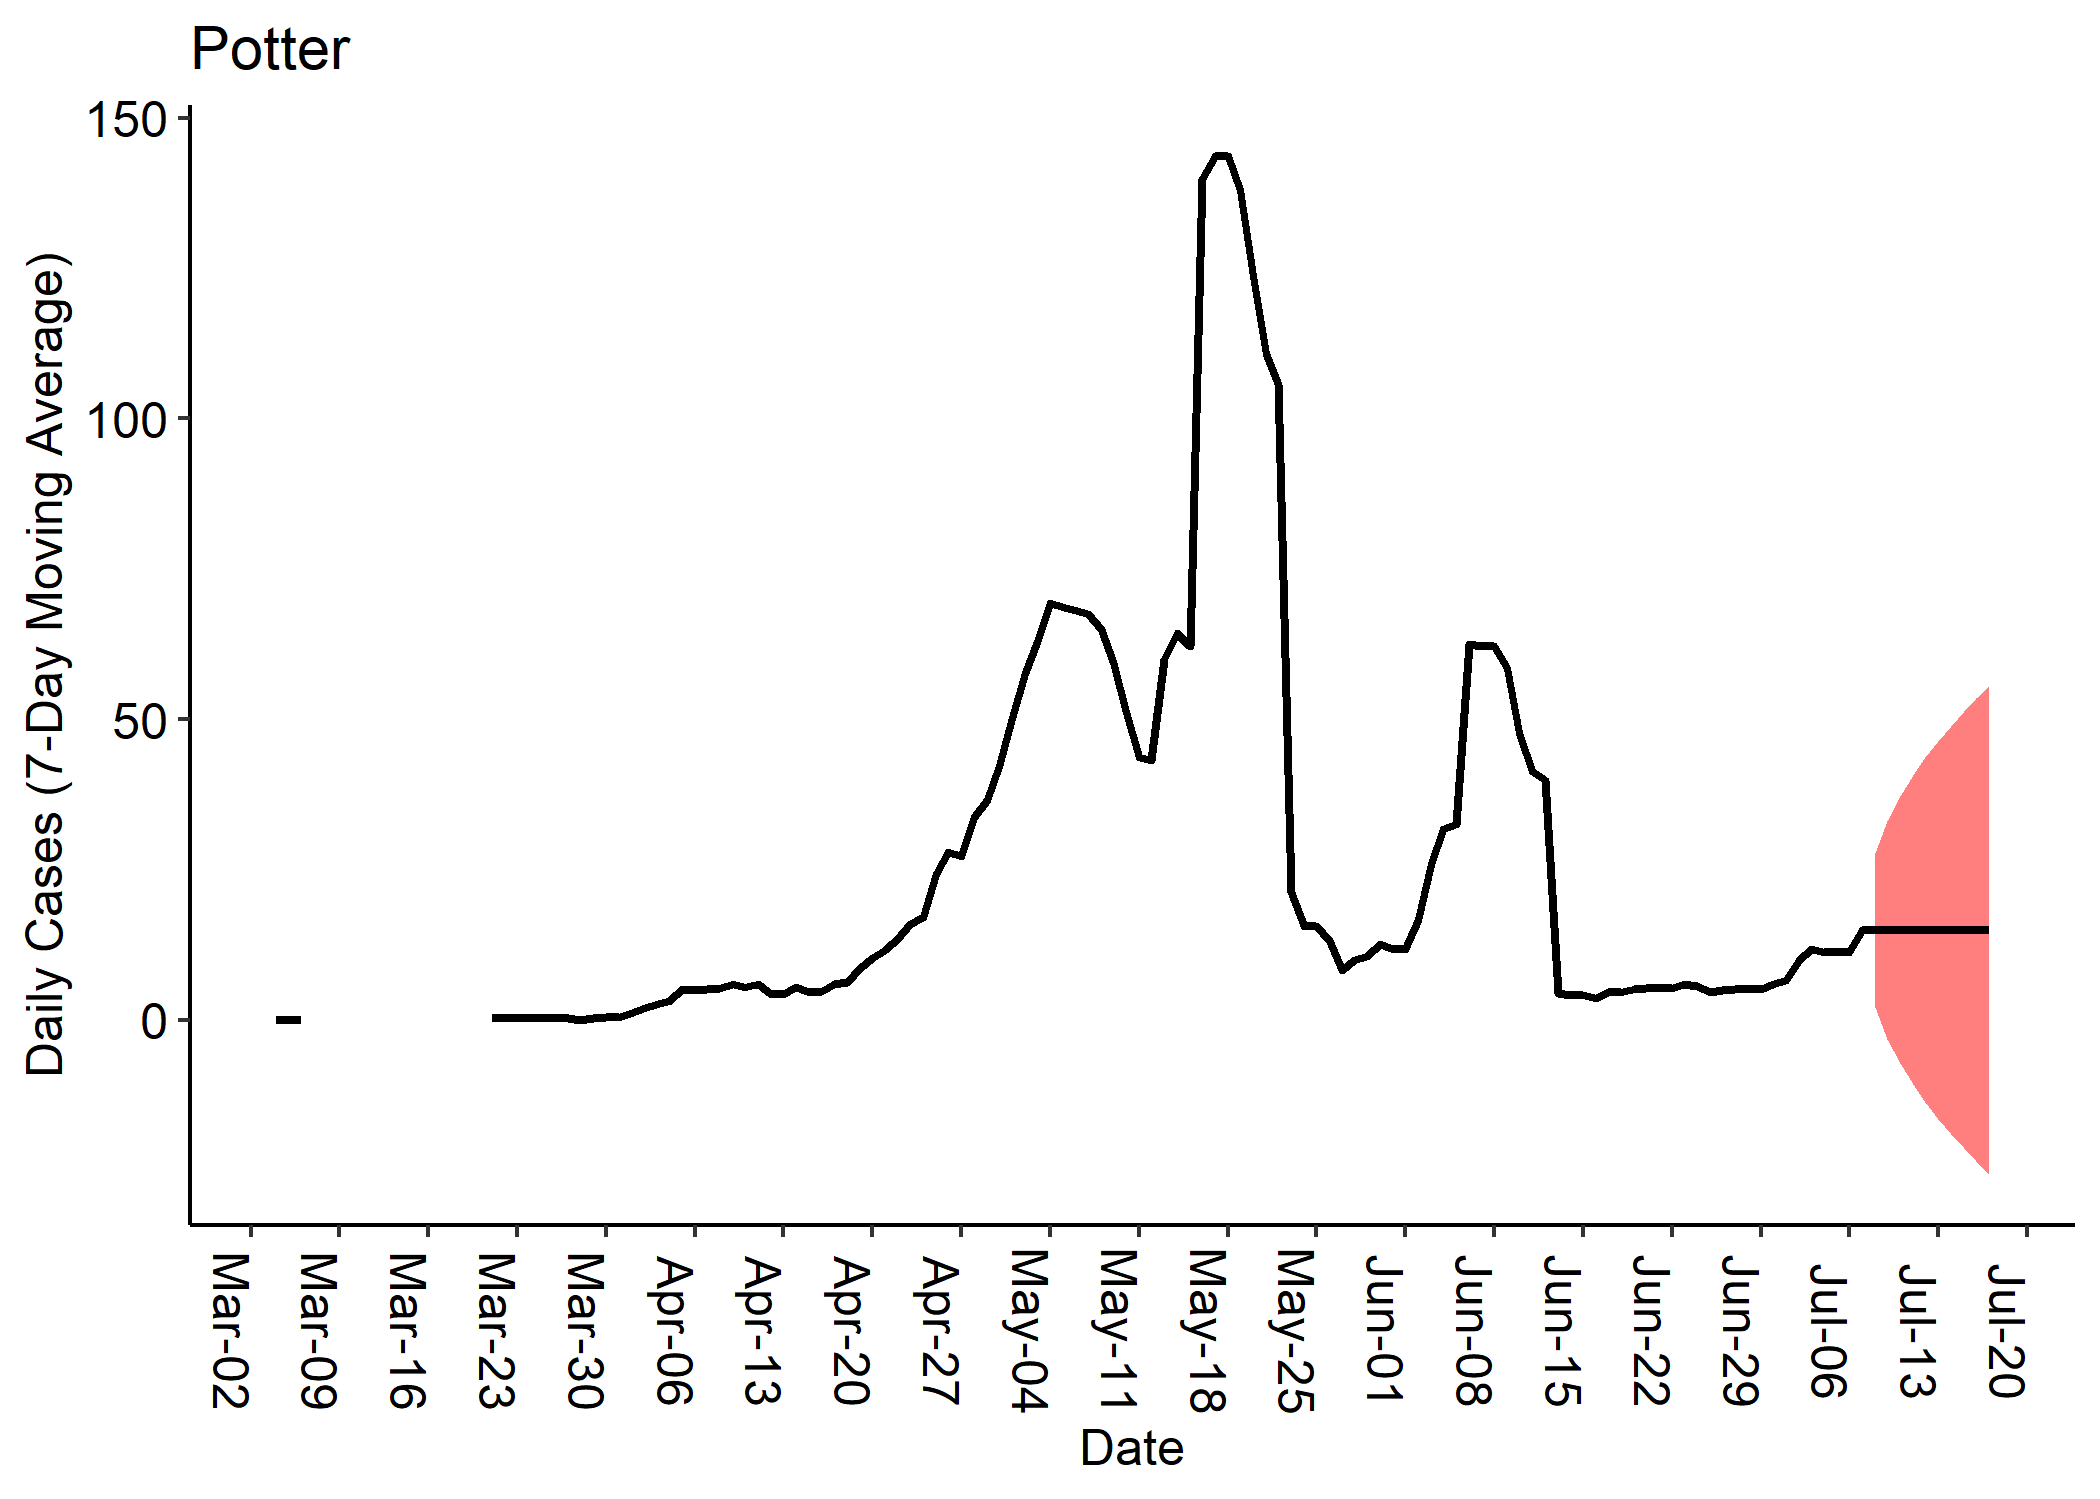 Potter
Daily Cases (7-Day Moving Average)
150
100
50
0
Mar-02
Mar-09
Mar-16
Mar-23
Mar-30
Apr-06
Apr-13
Apr-20
Apr-27
May-04
May-11
May-18
May-25
Jun-01
Jun-08
Jun-15
Jun-22
Jun-29
Jul-06
Jul-13
Jul-20
Date